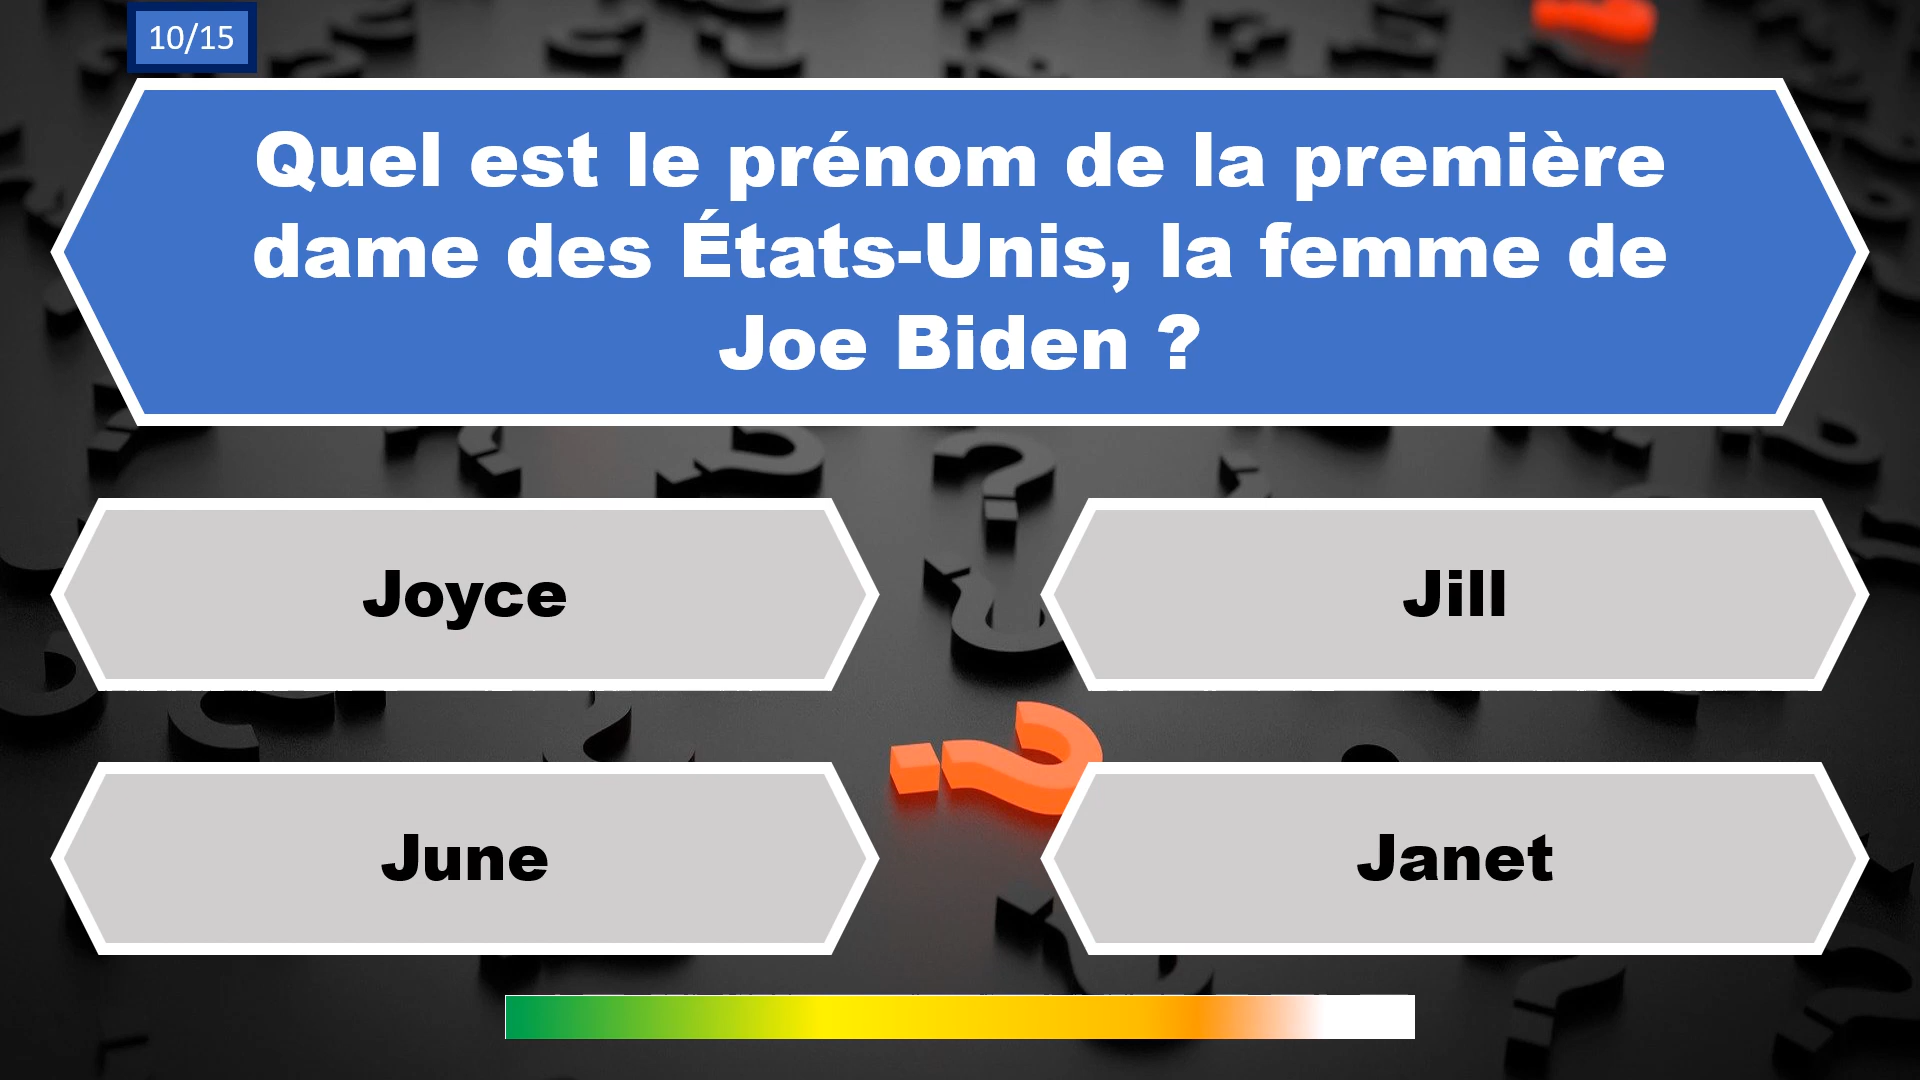 10/15
Quel est le prénom de la première
dame des États-Unis, la femme de
Joe Biden ?
Joyce
Jill
June
Janet